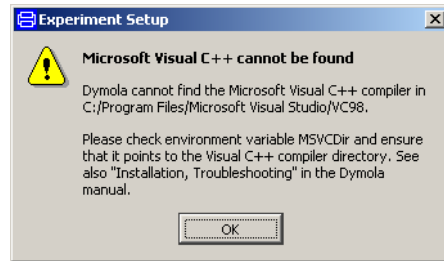 Experiment Setup
Microsoft Visual C++ cannot be found
Dymola cannot find the Microsoft Visual C++ compiler in
C:/Program Files/Microsoft Visual Studio/VC98.
Please check environment variable MSVCDir and ensure
that it points to the Visual C++ compiler directory. See
also "Installation, Troubleshooting" in the Dymola
manual.
OK